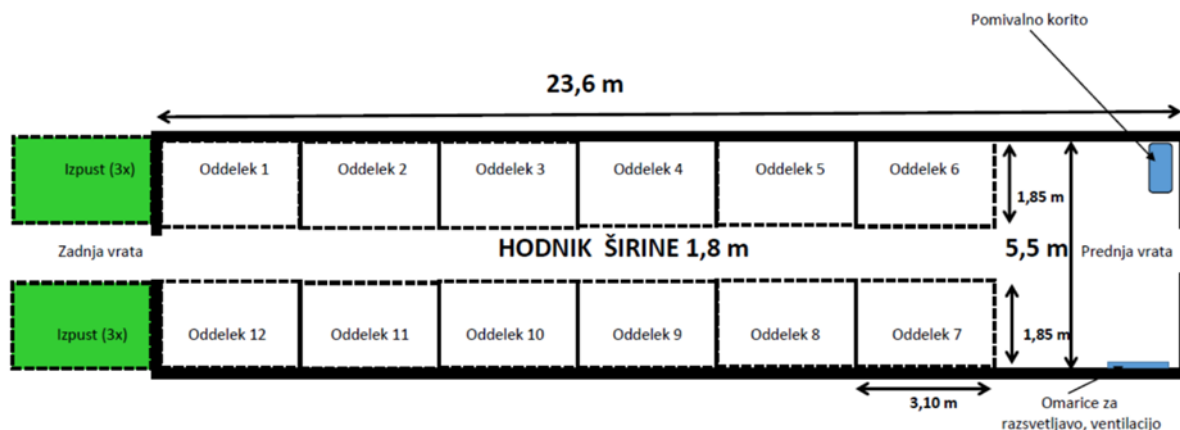 Pomivalno korito
23,6 m
Izpust (3x)
Oddelek 1
Oddelek 2
Oddelek 3
Oddelek 4
Oddelek 5
Oddelek 6
1,85 m
Zadnja vrata
HODNIK ŠIRINE 1,8 m
5,5 m
Prednja vrata
Izpust (3x)
Oddelek 12
Oddelek 11
Oddelek 10
Oddelek 9
Oddelek 8
Oddelek 7
1,85 m
3,10 m
Omarice za
razsvetljavo, ventilacijo